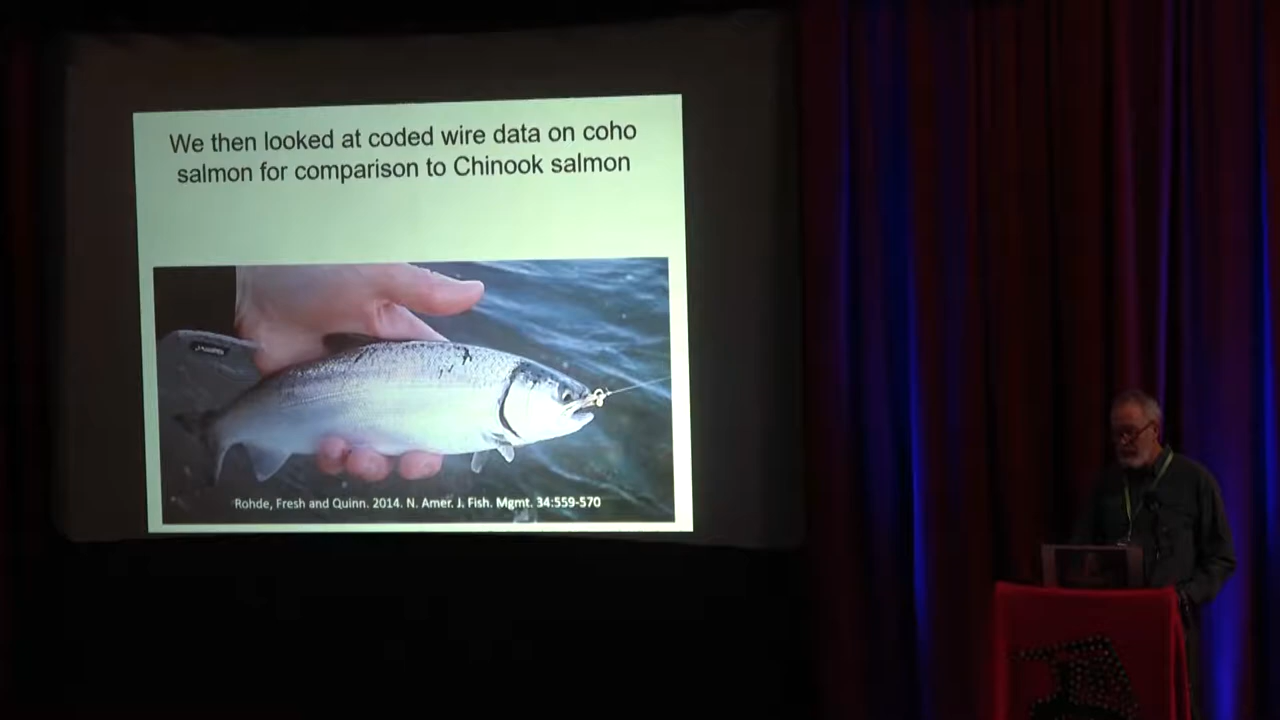 We then looked at coded wire data on coho
salmon for comparison to Chinook salmon
Rohde, Fresh and Quinn. 2014. N. Amer. J. Fish. Mgmt. 34:559-570